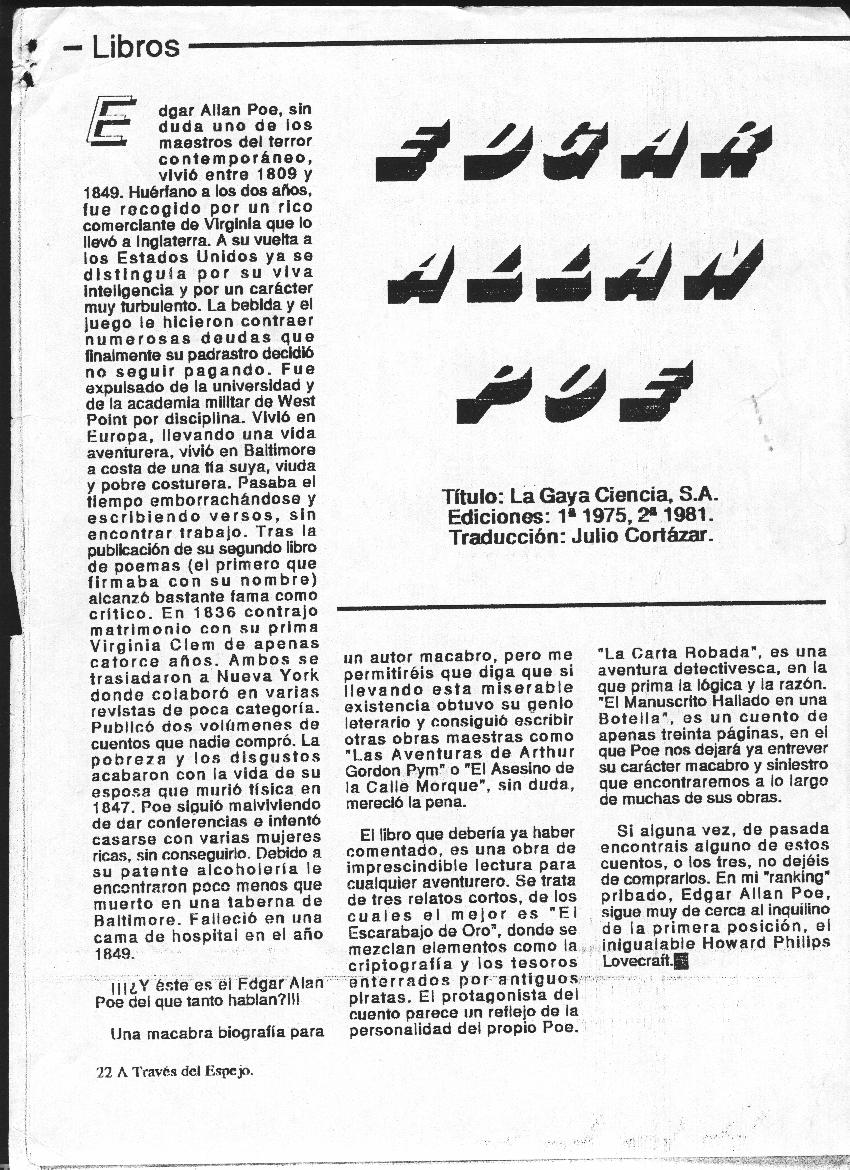 Libros
Edgar Allan Poe, sin
duda uno de los
maestros del terror
contemporáneo,
vivió entre 1809 y
1849. Huérfano a los dos años,
fue recogido por un rico
comerciante de Virginia que lo
llevó a Inglaterra. A su vuelta a
los Estados Unidos ya se
distinguía por su viva
inteligencia y por un carácter
muy turbulento. La bebida y el
juego le hicieron contraer
numerosas deudas que
finalmente su padrastro decidió
no seguir pagando. Fue
expulsado de la universidad y
de la academia militar de West
Point por disciplina. Vivió en
Europa, llevando una vida
aventurera, vivió en Baltimore
a costa de una tía suya, viuda
y pobre costurera. Pasaba el
tiempo emborrachándose y
escribiendo versos, sin
encontrar trabajo. Tras la
publicación de su segundo libro
de poemas (el primero que
firmaba con su nombre)
alcanzó bastante fama como
crítico. En 1836 contrajo
matrimonio con su prima
Virginia Clem de apenas
catorce años. Ambos se
trasladaron a Nueva York
donde colaboró en varias
revistas de poca categoría.
Publicó dos volúmenes de
cuentos que nadie compró. La
pobreza y los disgustos
acabaron con la vida de su
esposa que murió tísica en
1847. Poe siguió malviviendo
de dar conferencias e intentó
casarse con varias mujeres
ricas, sin conseguirlo. Debido a
su patente alcoholería le
encontraron poco menos que
muerto en una taberna de
Baltimore. Falleció en una
cama de hospital en el año
1849.
¡¡¡¿Y éste es el Edgar Alan
Poe del que tanto hablan?!!!
Una macabra biografía para
EDGAR
ALLAN
POE
Título: La Gaya Ciencia, S.A.
Ediciones: 1ª 1975, 2ª 1981.
Traducción: Julio Cortázar.
un autor macabro, pero me
permitiréis que diga que si
llevando esta miserable
existencia obtuvo su genio
leterario y consiguió escribir
otras obras maestras como
"Las Aventuras de Arthur
Gordon Pym" o "El Asesino de
la Calle Morque", sin duda,
mereció la pena.
El libro que debería ya haber
comentado, es una obra de
imprescindible lectura para
cualquier aventurero. Se trata
de tres relatos cortos, de los
cuales el mejor es "El
Escarabajo de Oro", donde se
mezclan elementos como la
criptografía y los tesoros
enterrados por antiguos
piratas. El protagonista del
cuento parece un reflejo de la
personalidad del propio Poe.
"La Carta Robada", es una
aventura detectivesca, en la
que prima la lógica y la razón.
"El Manuscrito Hallado en una
Botella", es un cuento de
apenas treinta páginas, en el
que Poe nos dejará ya entrever
su carácter macabro y siniestro
que encontraremos a lo largo
de muchas de sus obras.
Si alguna vez, de pasada
encontrais alguno de estos
cuentos, o los tres, no dejéis
de comprarlos. En mi "ranking"
pribado, Edgar Allan Poe,
sigue muy de cerca al inquilino
de la primera posición, el
inigualable Howard Philips
Lovecraft.
22 A Través del Espejo.